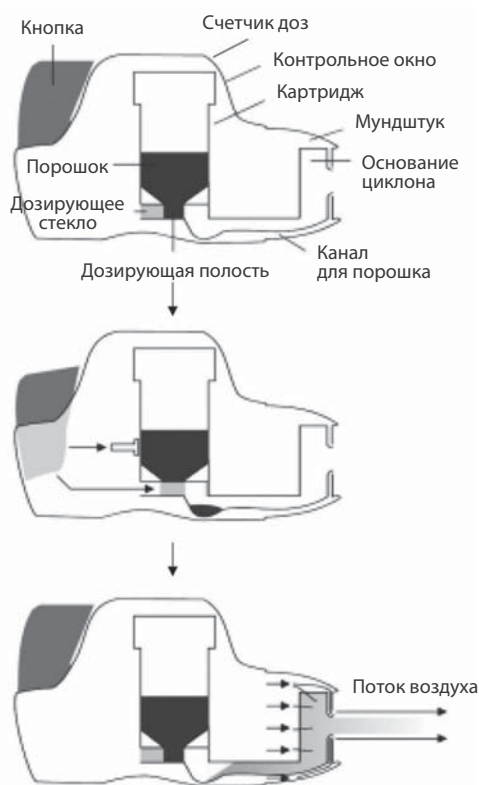 Кнопка
Счетчик доз
Контрольное окно
Картридж
Мундштук
Порошок
Основание
циклона
Дозирующее
стекло
Канал
для порошка
Дозирующая полость
Поток воздуха